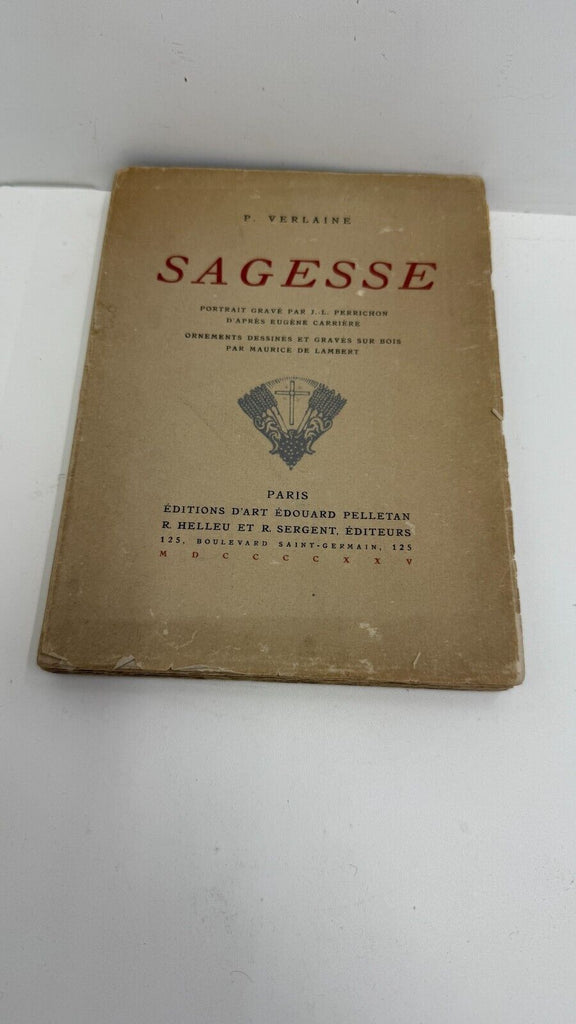 P. VERLAINE
SAGESSE
PORTRAIT GRAVÉ PAR J.-L. PERRICHON
D'APRÈS EUGÈNE CARRIÈRE
ORNEMENTS DESSINÉS ET GRAVÉS SUR BOIS
PAR MAURICE DE LAMBERT
PARIS
ÉDITIONS D'ART ÉDOUARD PELLETAN
R. HELLEU ET R. SERGENT, ÉDITEURS
125, BOULEVARD SAINT-GERMAIN, 125
M D C C C C X X V